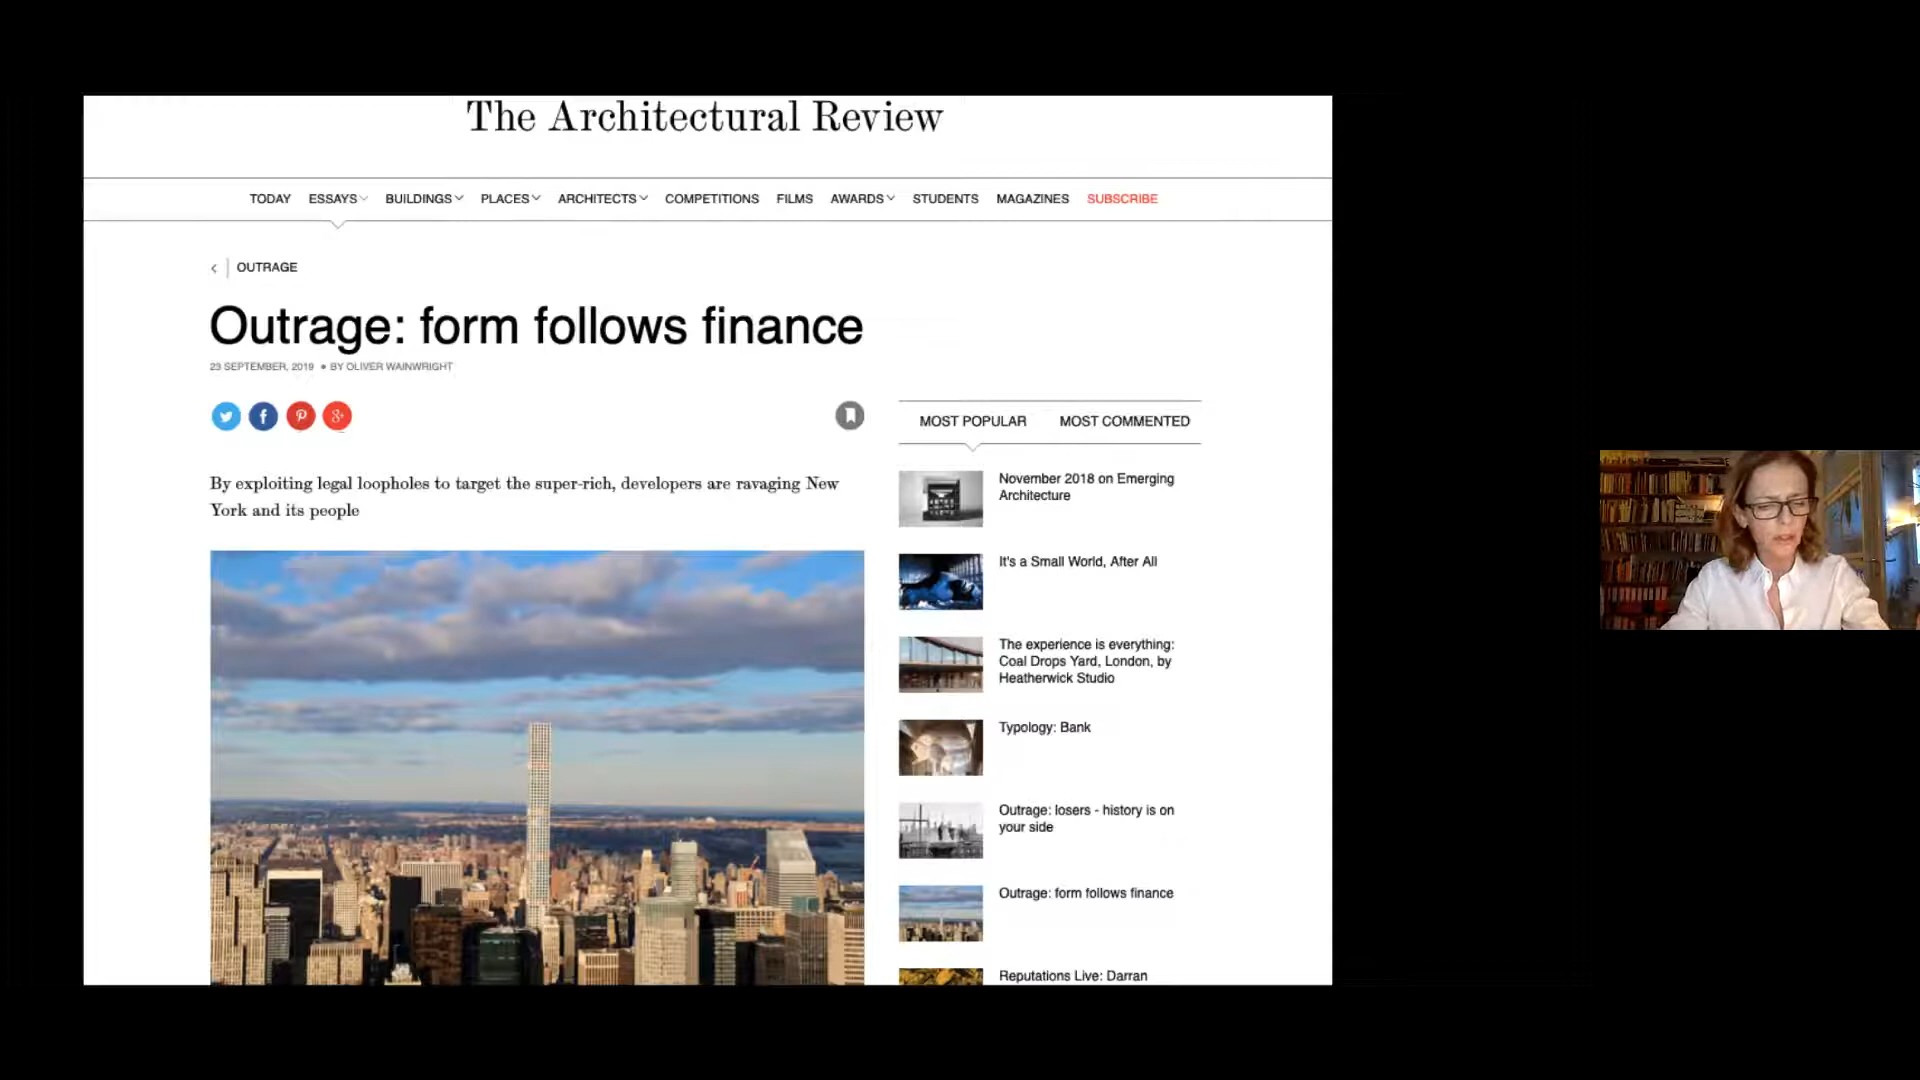 The Architectural Review
TODAY ESSAYS BUILDINGS PLACES ARCHITECTS COMPETITIONS FILMS AWARDS STUDENTS MAGAZINES SUBSCRIBE
OUTRAGE
Outrage: form follows finance
23 SEPTEMBER, 2019 • BY OLIVER WAINWRIGHT
By exploiting legal loopholes to target the super-rich, developers are ravaging New
York and its people
MOST POPULAR MOST COMMENTED
November 2018 on Emerging
Architecture
It's a Small World, After All
The experience is everything:
Coal Drops Yard, London, by
Heatherwick Studio
Typology: Bank
Outrage: losers - history is on
your side
Outrage: form follows finance
Reputations Live: Darran